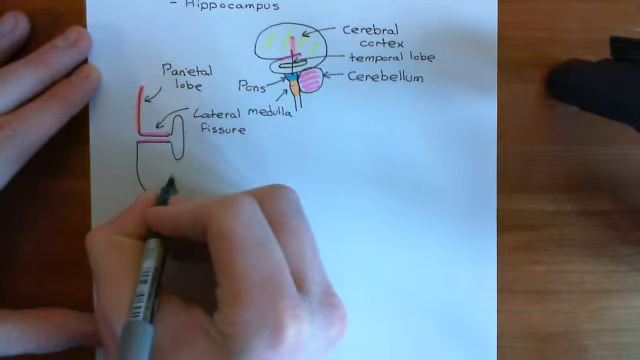 - Hippocampus
Cerebral
cortex
temporal lobe
Cerebellum
Pons
medulla
Parietal
lobe
Lateral
fissure